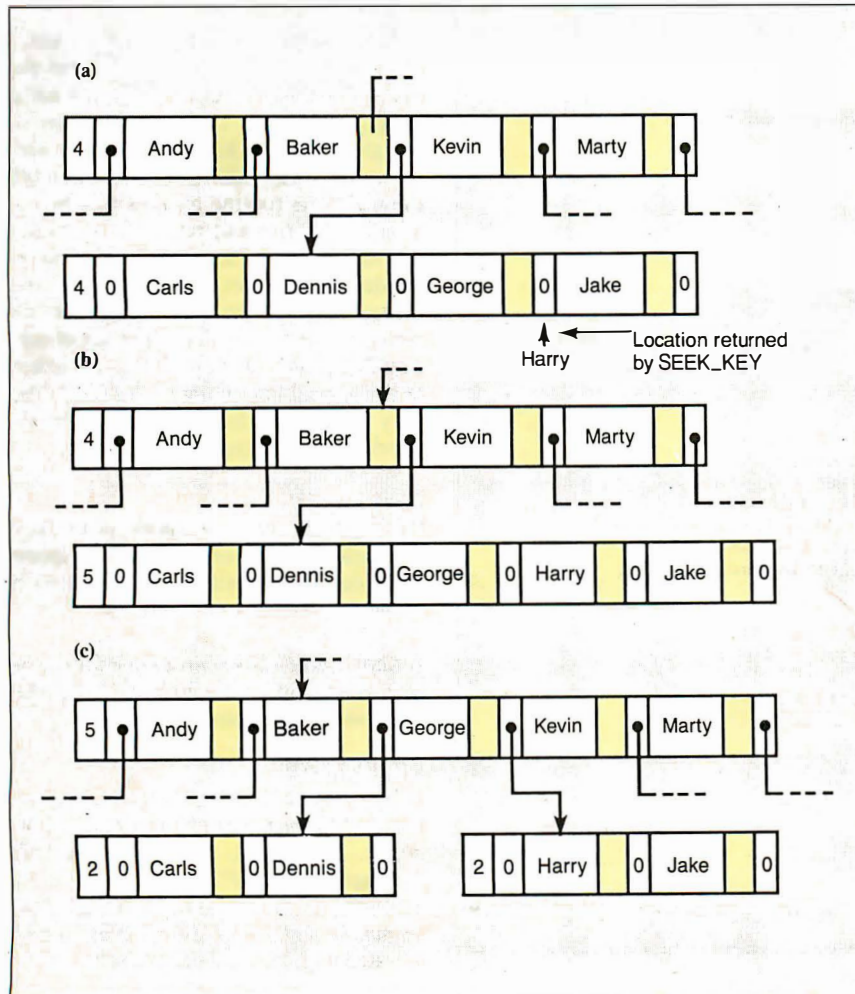 (a)
4 Andy Baker Kevin Marty
4 0 Carls 0 Dennis 0 George 0 Jake 0
Harry
Location returned
by SEEK_KEY
(b)
4 Andy Baker Kevin Marty
5 0 Carls 0 Dennis 0 George 0 Harry 0 Jake 0
(c)
5 Andy Baker George Kevin Marty
2 0 Carls 0 Dennis 0
2 0 Harry 0 Jake 0